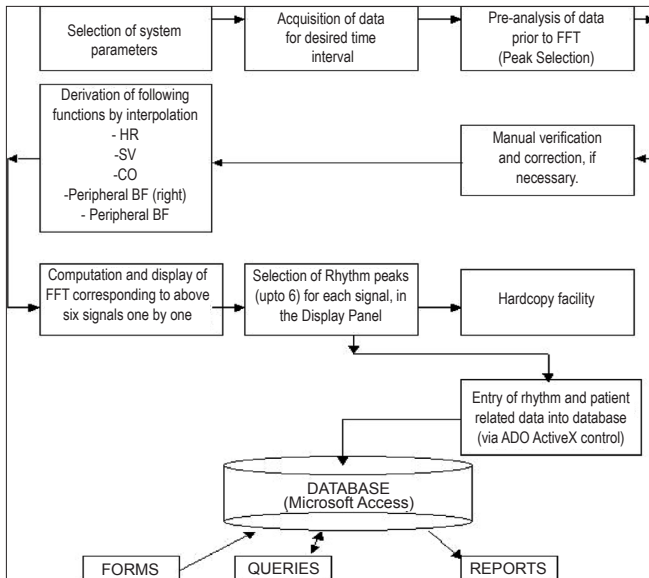 Selection of system
parameters
Acquisition of data
for desired time
interval
Pre-analysis of data
prior to FFT
(Peak Selection)
Derivation of following
functions by interpolation
- HR
-SV
-CO
-Peripheral BF (right)
- Peripheral BF
Manual verification
and correction, if
necessary.
Computation and display of
FFT corresponding to above
six signals one by one
Selection of Rhythm peaks
(upto 6) for each signal, in
the Display Panel
Hardcopy facility
Entry of rhythm and patient
related data into database
(via ADO ActiveX control)
DATABASE
(Microsoft Access)
FORMS
QUERIES
REPORTS